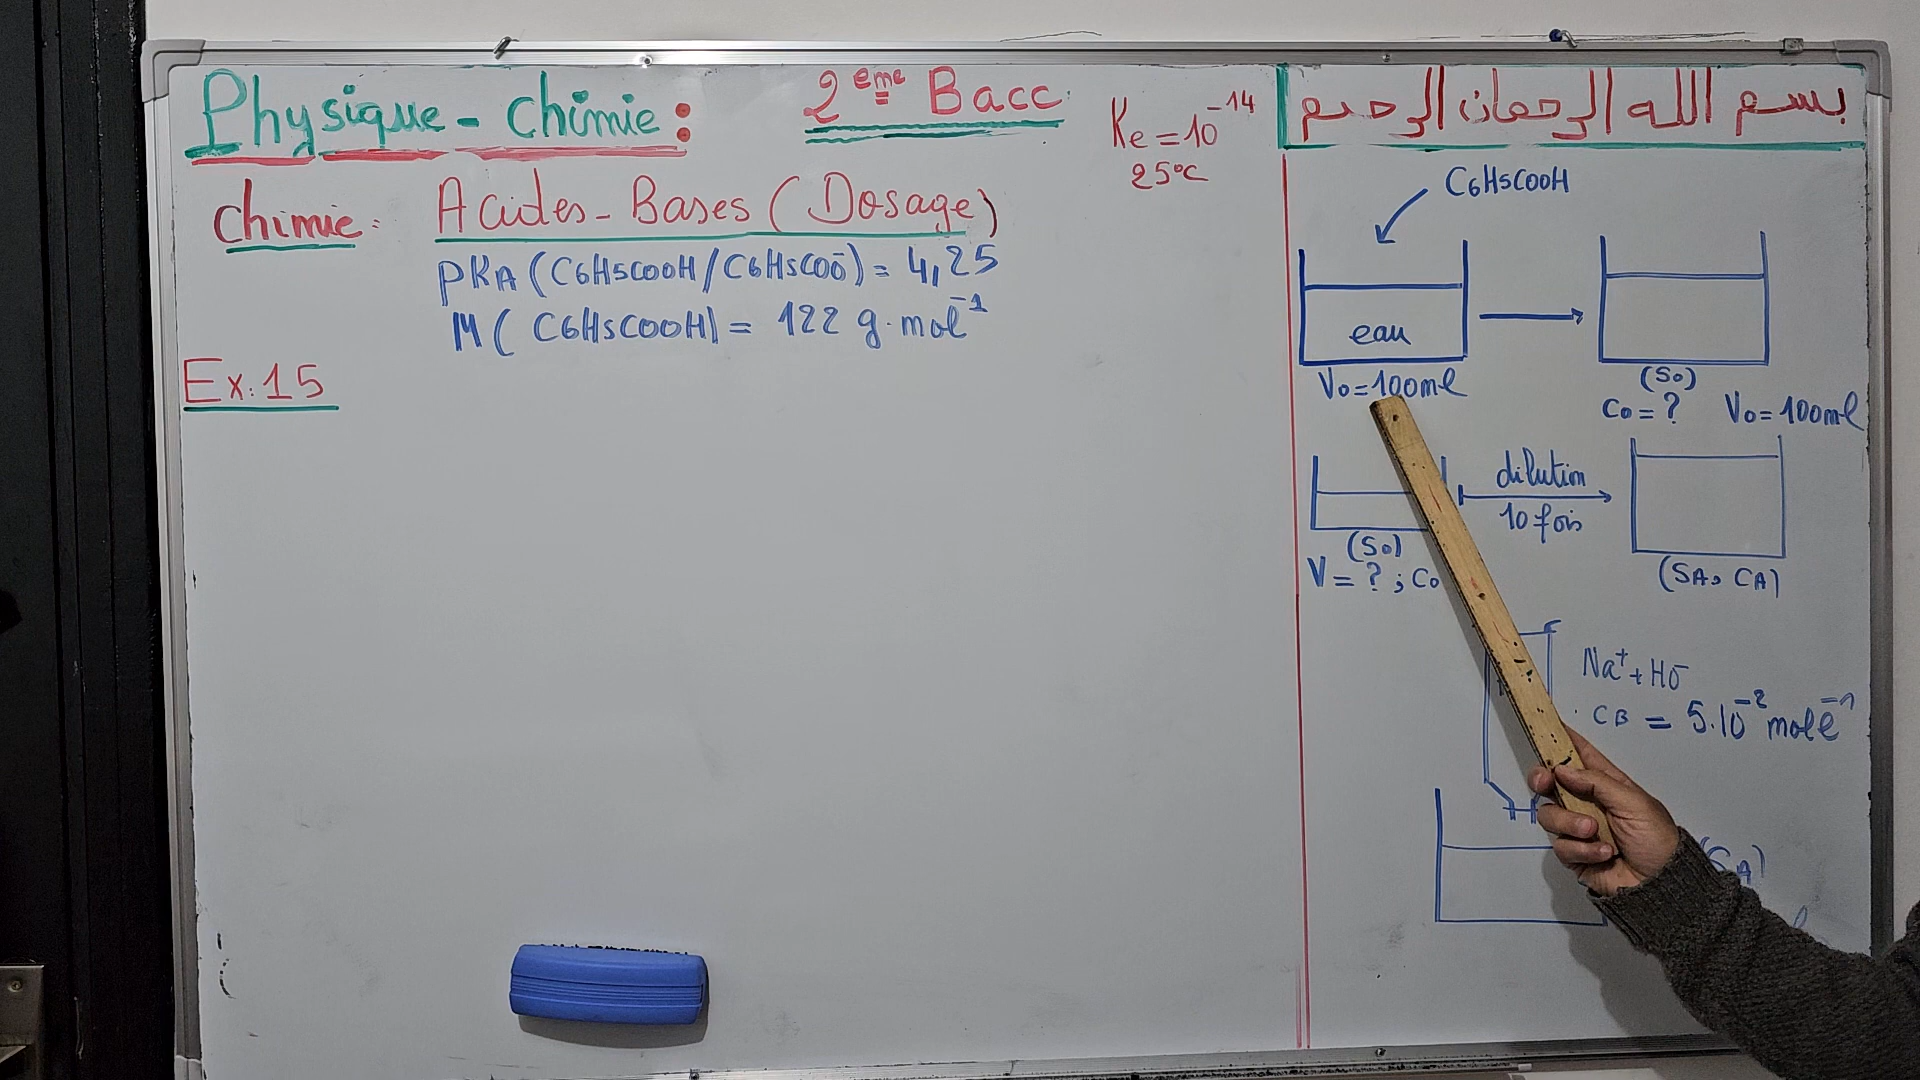 Physique - chimie :
2eme Bacc
Ke = 10^-14
25°C
بسم الله الرحمان الرحيم
chimie : Acides - Bases ( Dosage )
pKA ( C6H5COOH / C6H5COO^- ) = 4,25
M ( C6H5COOH ) = 122 g.mol^-1
Ex : 15
C6H5COOH
eau
V0 = 100ml
(S0)
C0 = ? V0 = 100ml
dilution
10 fois
(S0)
V = ? ; C0
(SA, CA)
Na^+ + HO^-
CB = 5.10^-2 mol l^-1